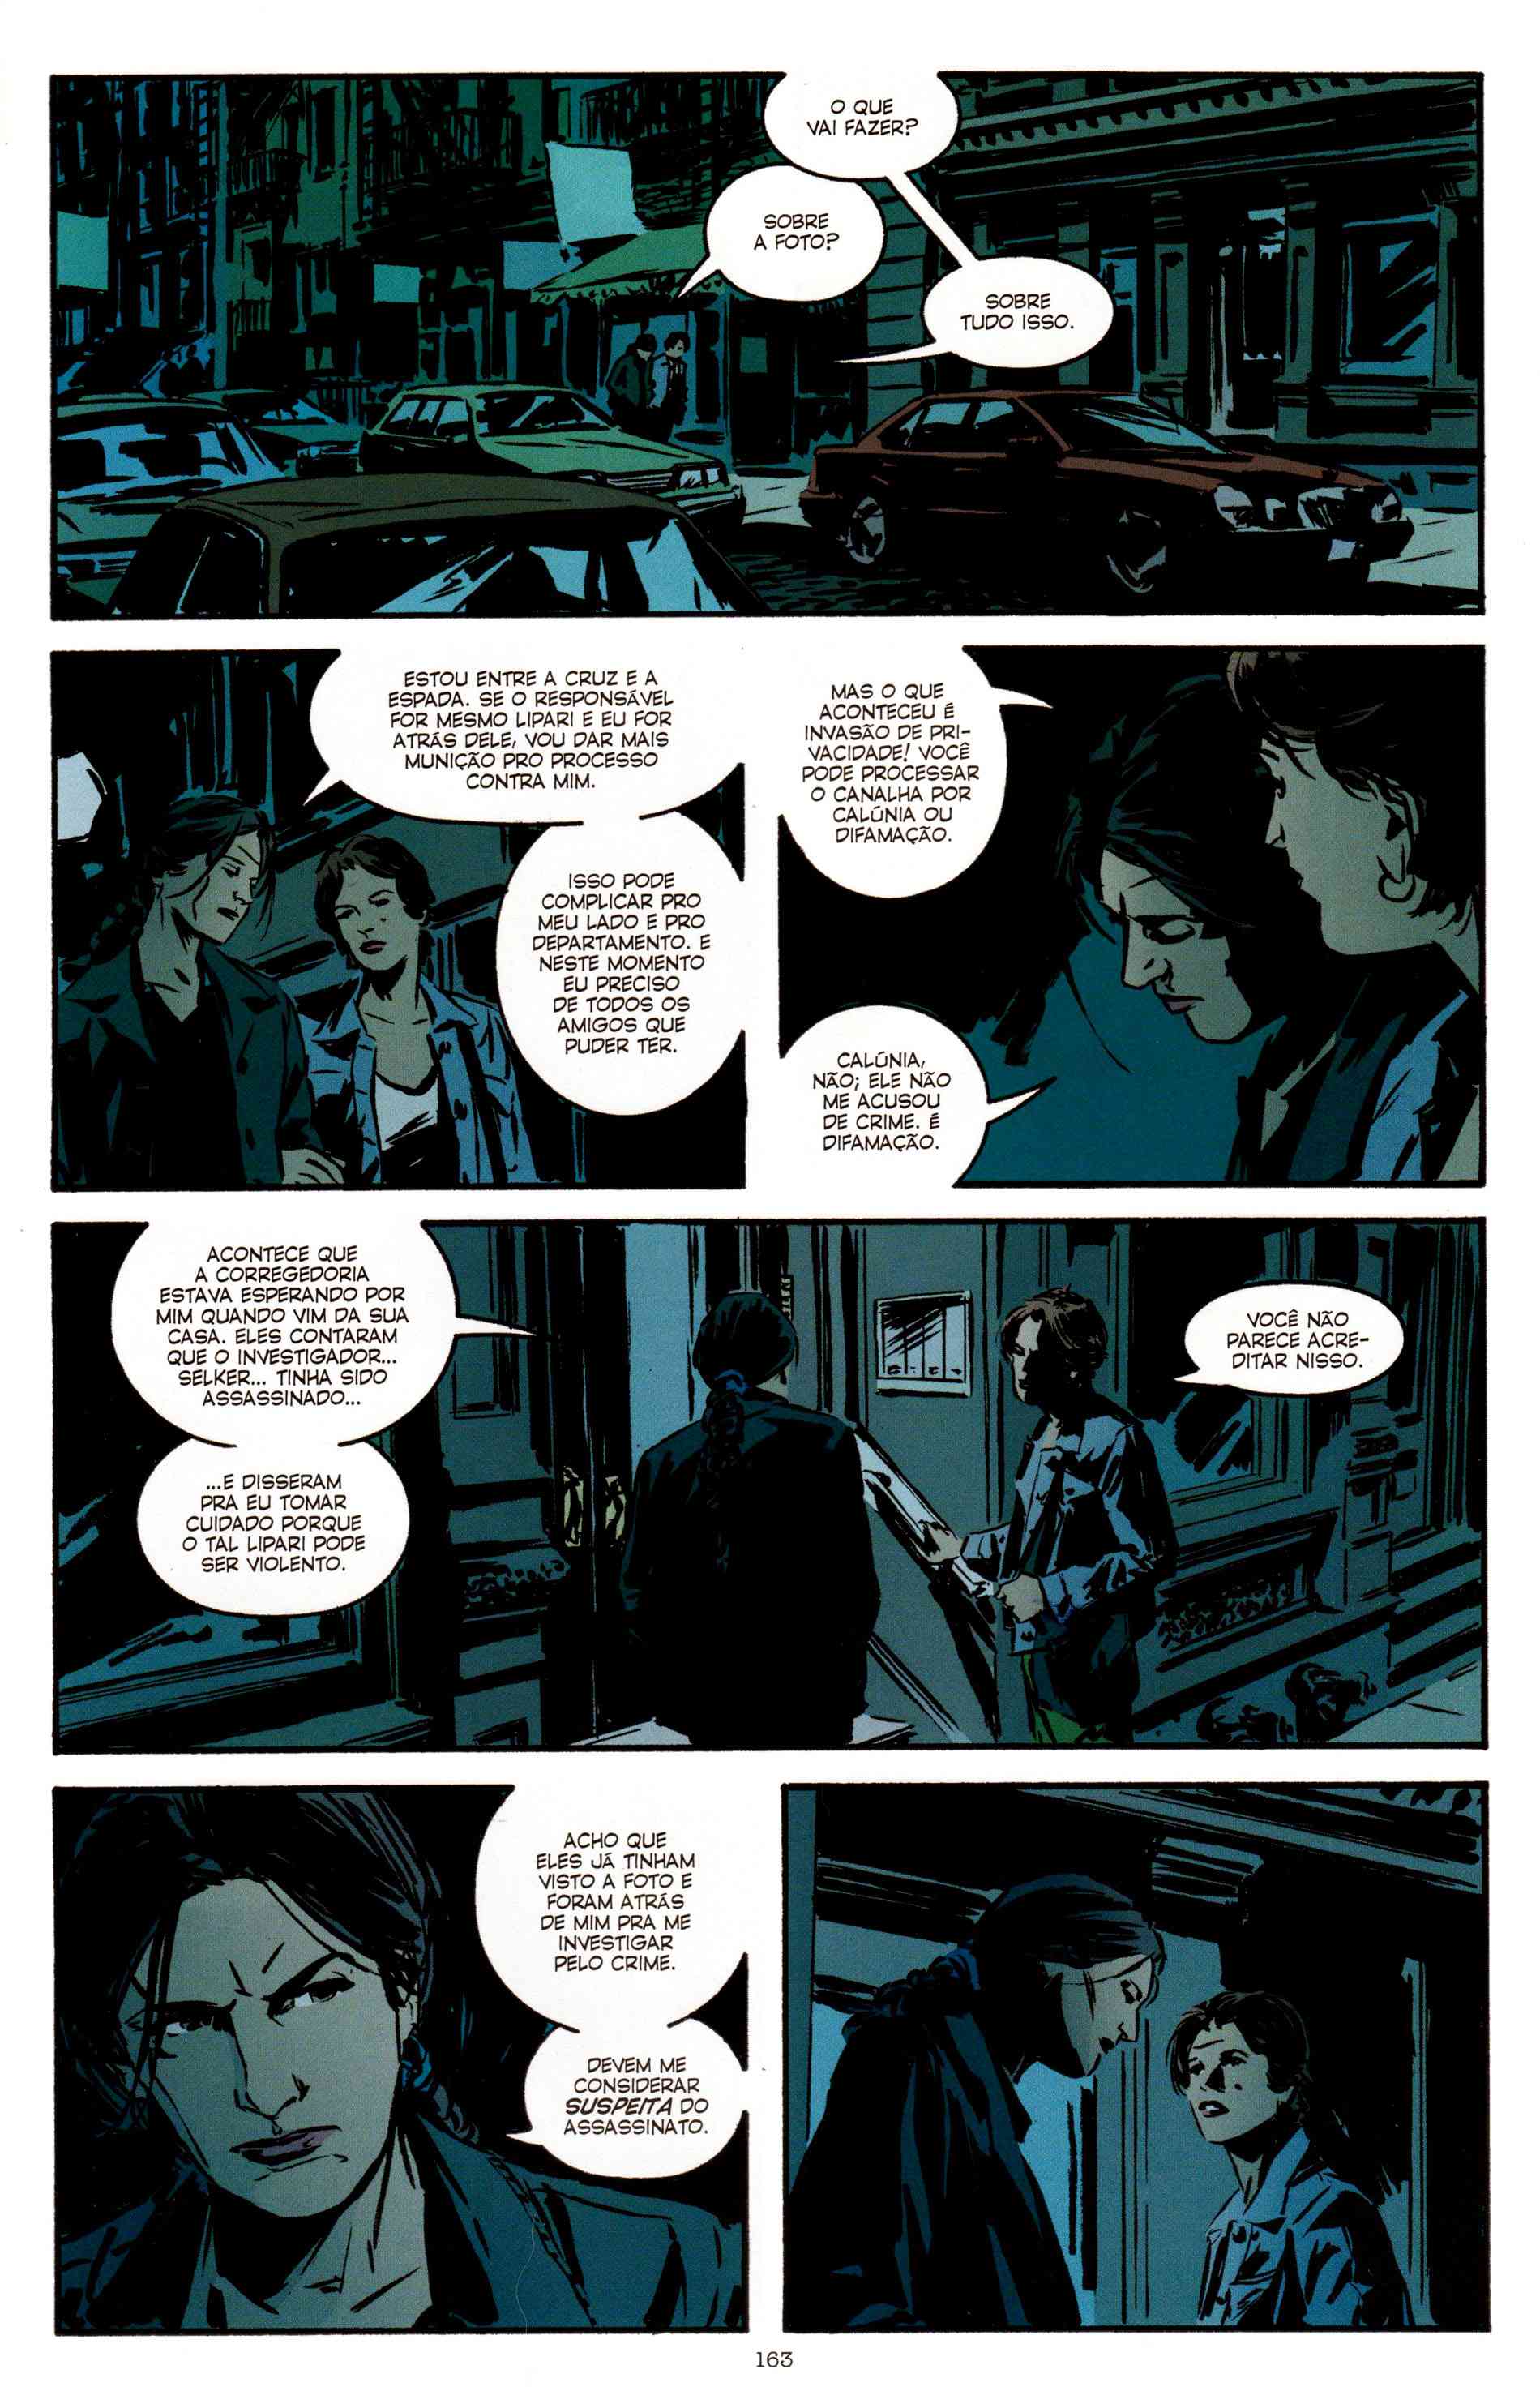 O QUE
VAI FAZER?
SOBRE
A FOTO?
SOBRE
TUDO ISSO.
ESTOU ENTRE A CRUZ E A
ESPADA. SE O RESPONSÁVEL
FOR MESMO LIPARI E EU FOR
ATRÁS DELE, VOU DAR MAIS
MUNIÇÃO PRO PROCESSO
CONTRA MIM.
ISSO PODE
COMPLICAR PRO
MEU LADO E PRO
DEPARTAMENTO. E
NESTE MOMENTO
EU PRECISO
DE TODOS OS
AMIGOS QUE
PUDER TER.
MAS O QUE
ACONTECEU É
INVASÃO DE PRI-
VACIDADE! VOCÊ
PODE PROCESSAR
O CANALHA POR
CALÚNIA OU
DIFAMAÇÃO.
CALÚNIA,
NÃO; ELE NÃO
ME ACUSOU
DE CRIME. É
DIFAMAÇÃO.
ACONTECE QUE
A CORREGEDORIA
ESTAVA ESPERANDO POR
MIM QUANDO VIM DA SUA
CASA. ELES CONTARAM
QUE O INVESTIGADOR...
SELKER... TINHA SIDO
ASSASSINADO...
...E DISSERAM
PRA EU TOMAR
CUIDADO PORQUE
O TAL LIPARI PODE
SER VIOLENTO.
VOCÊ NÃO
PARECE ACRE-
DITAR NISSO.
ACHO QUE
ELES JÁ TINHAM
VISTO A FOTO E
FORAM ATRÁS
DE MIM PRA ME
INVESTIGAR
PELO CRIME.
DEVEM ME
CONSIDERAR
SUSPEITA DO
ASSASSINATO.
163